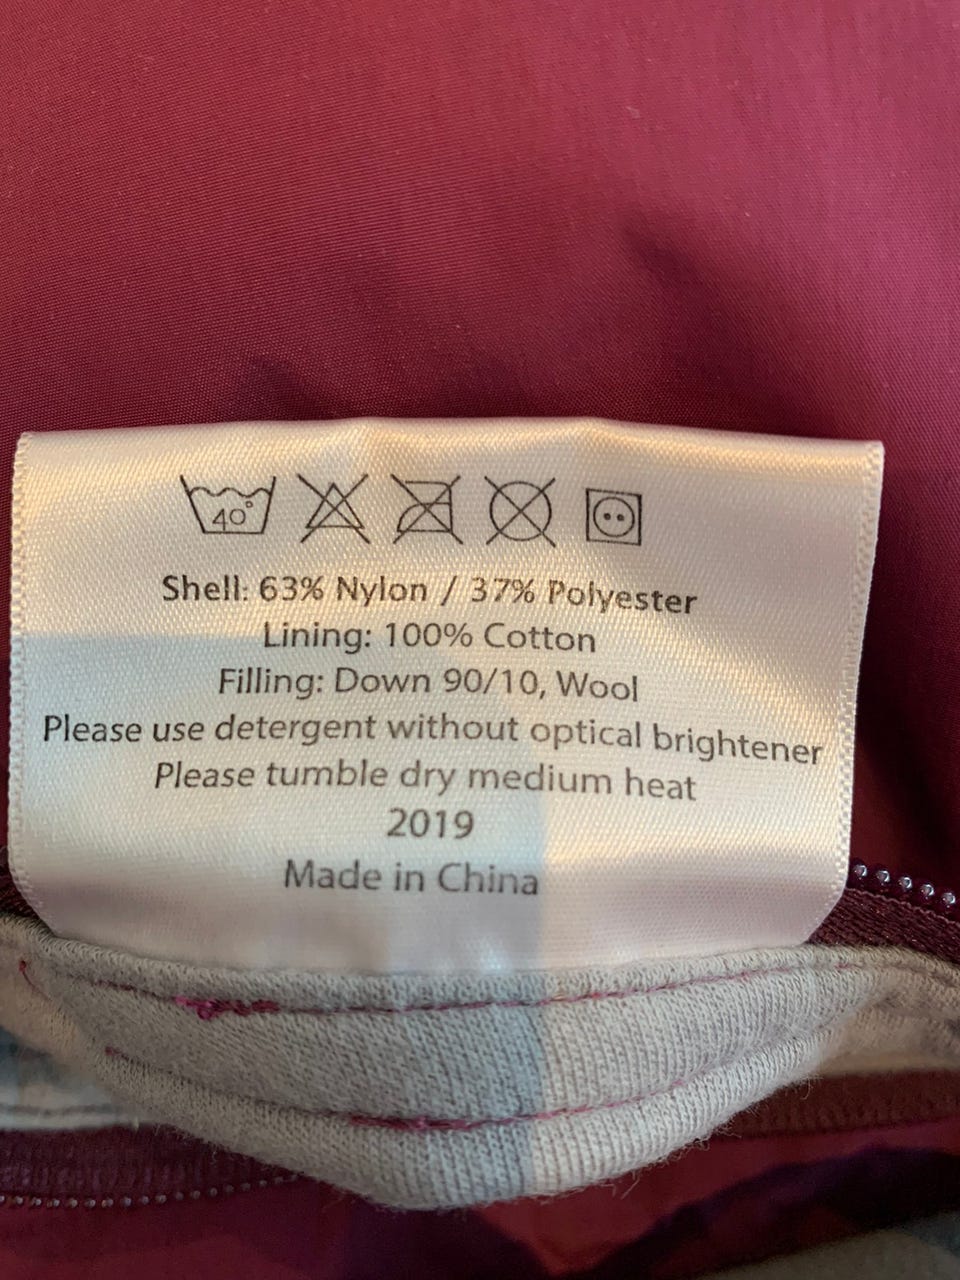 40°
Shell: 63% Nylon / 37% Polyester
Lining: 100% Cotton
Filling: Down 90/10, Wool
Please use detergent without optical brightener
Please tumble dry medium heat
2019
Made in China